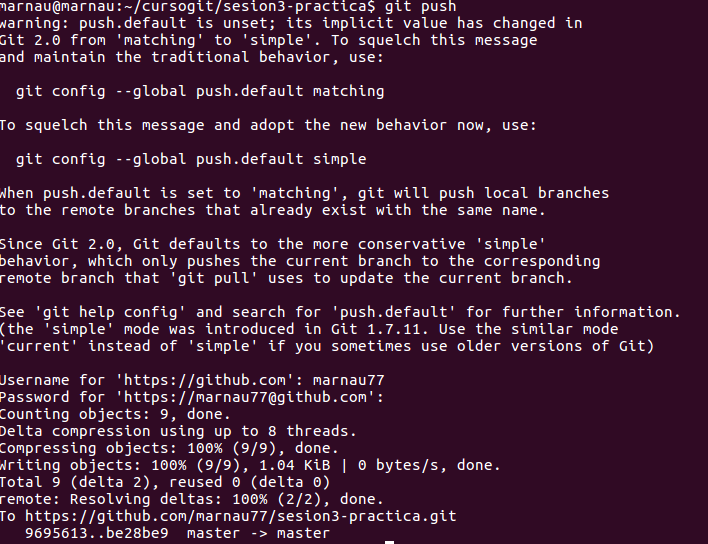 marnau@marnau:~/cursogit/sesion3-practica$ git push
warning: push.default is unset; its implicit value has changed in
Git 2.0 from 'matching' to 'simple'. To squelch this message
and maintain the traditional behavior, use:

  git config --global push.default matching

To squelch this message and adopt the new behavior now, use:

  git config --global push.default simple

When push.default is set to 'matching', git will push local branches
to the remote branches that already exist with the same name.

Since Git 2.0, Git defaults to the more conservative 'simple'
behavior, which only pushes the current branch to the corresponding
remote branch that 'git pull' uses to update the current branch.

See 'git help config' and search for 'push.default' for further information.
(the 'simple' mode was introduced in Git 1.7.11. Use the similar mode
'current' instead of 'simple' if you sometimes use older versions of Git)

Username for 'https://github.com': marnau77
Password for 'https://marnau77@github.com':
Counting objects: 9, done.
Delta compression using up to 8 threads.
Compressing objects: 100% (9/9), done.
Writing objects: 100% (9/9), 1.04 KiB | 0 bytes/s, done.
Total 9 (delta 2), reused 0 (delta 0)
remote: Resolving deltas: 100% (2/2), done.
To https://github.com/marnau77/sesion3-practica.git
   9695613..be28be9  master -> master